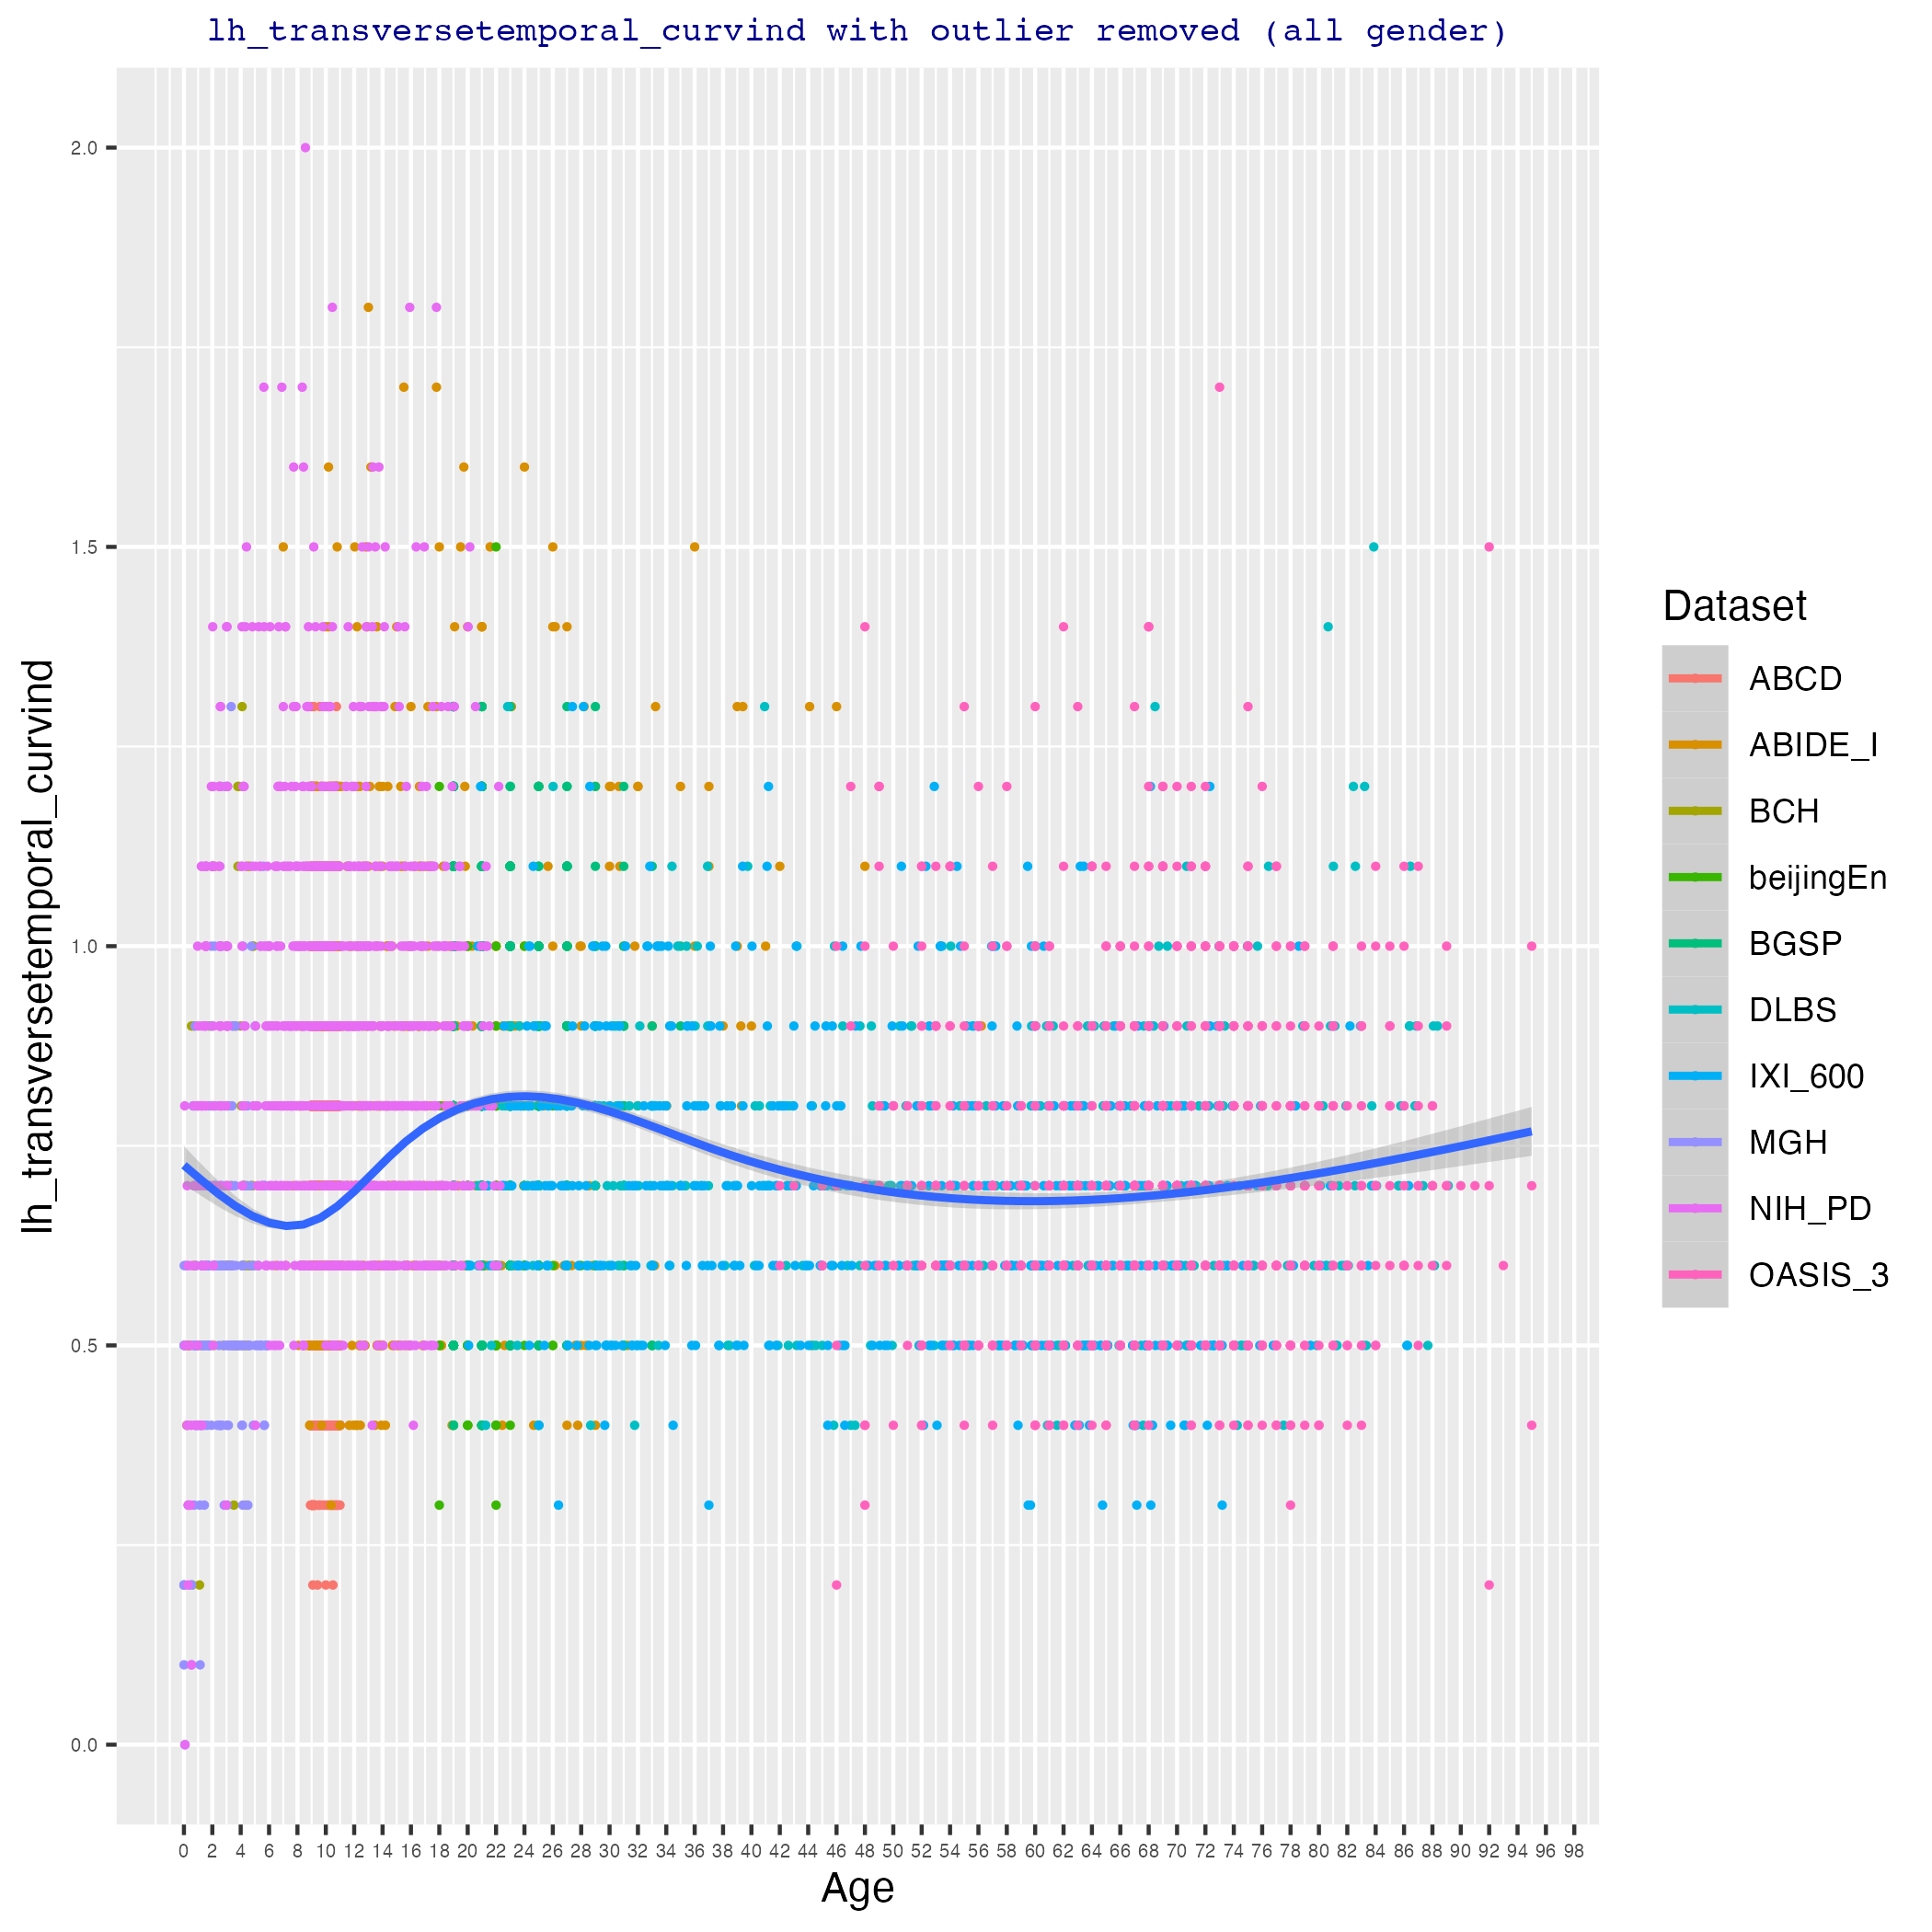 lh_transversetemporal_curvind with outlier removed (all gender)
lh_transversetemporal_curvind
2.0
1.5
1.0
0.5
0.0
0 2 4 6 8 10 12 14 16 18 20 22 24 26 28 30 32 34 36 38 40 42 44 46 48 50 52 54 56 58 60 62 64 66 68 70 72 74 76 78 80 82 84 86 88 90 92 94 96 98
Age
Dataset
ABCD
ABIDE_I
BCH
beijingEn
BGSP
DLBS
IXI_600
MGH
NIH_PD
OASIS_3